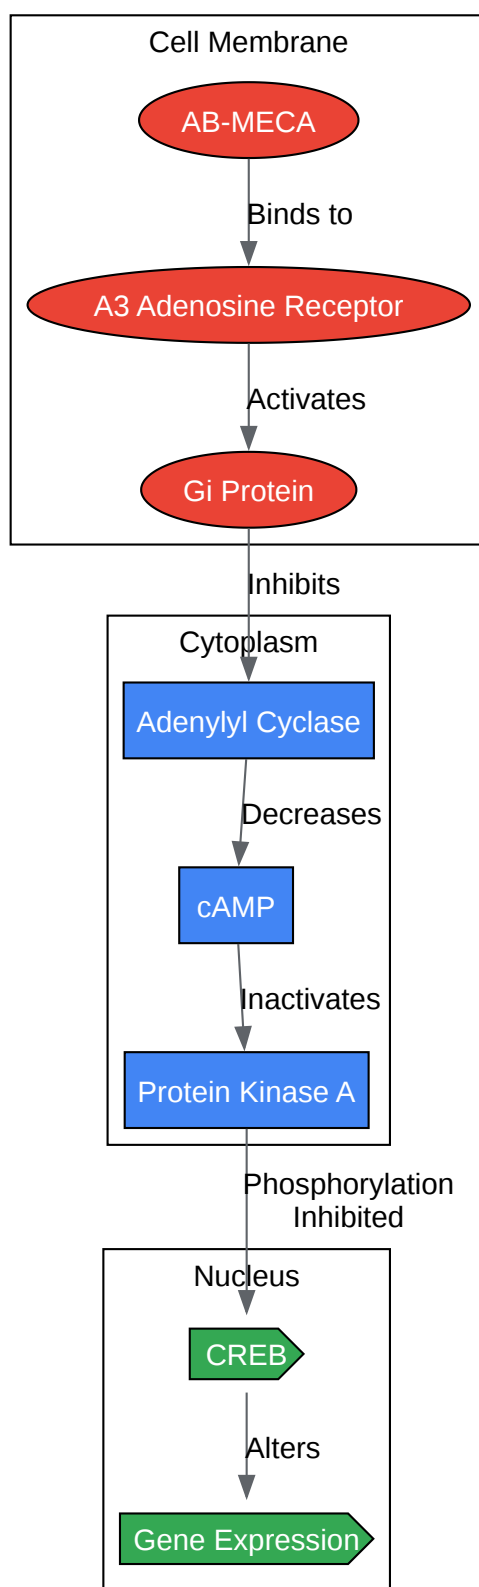 Cell Membrane
AB-MECA
Binds to
A3 Adenosine Receptor
Activates
Gi Protein
Inhibits
Cytoplasm
Adenylyl Cyclase
Decreases
cAMP
Inactivates
Protein Kinase A
Phosphorylation
Inhibited
Nucleus
CREB
Alters
Gene Expression